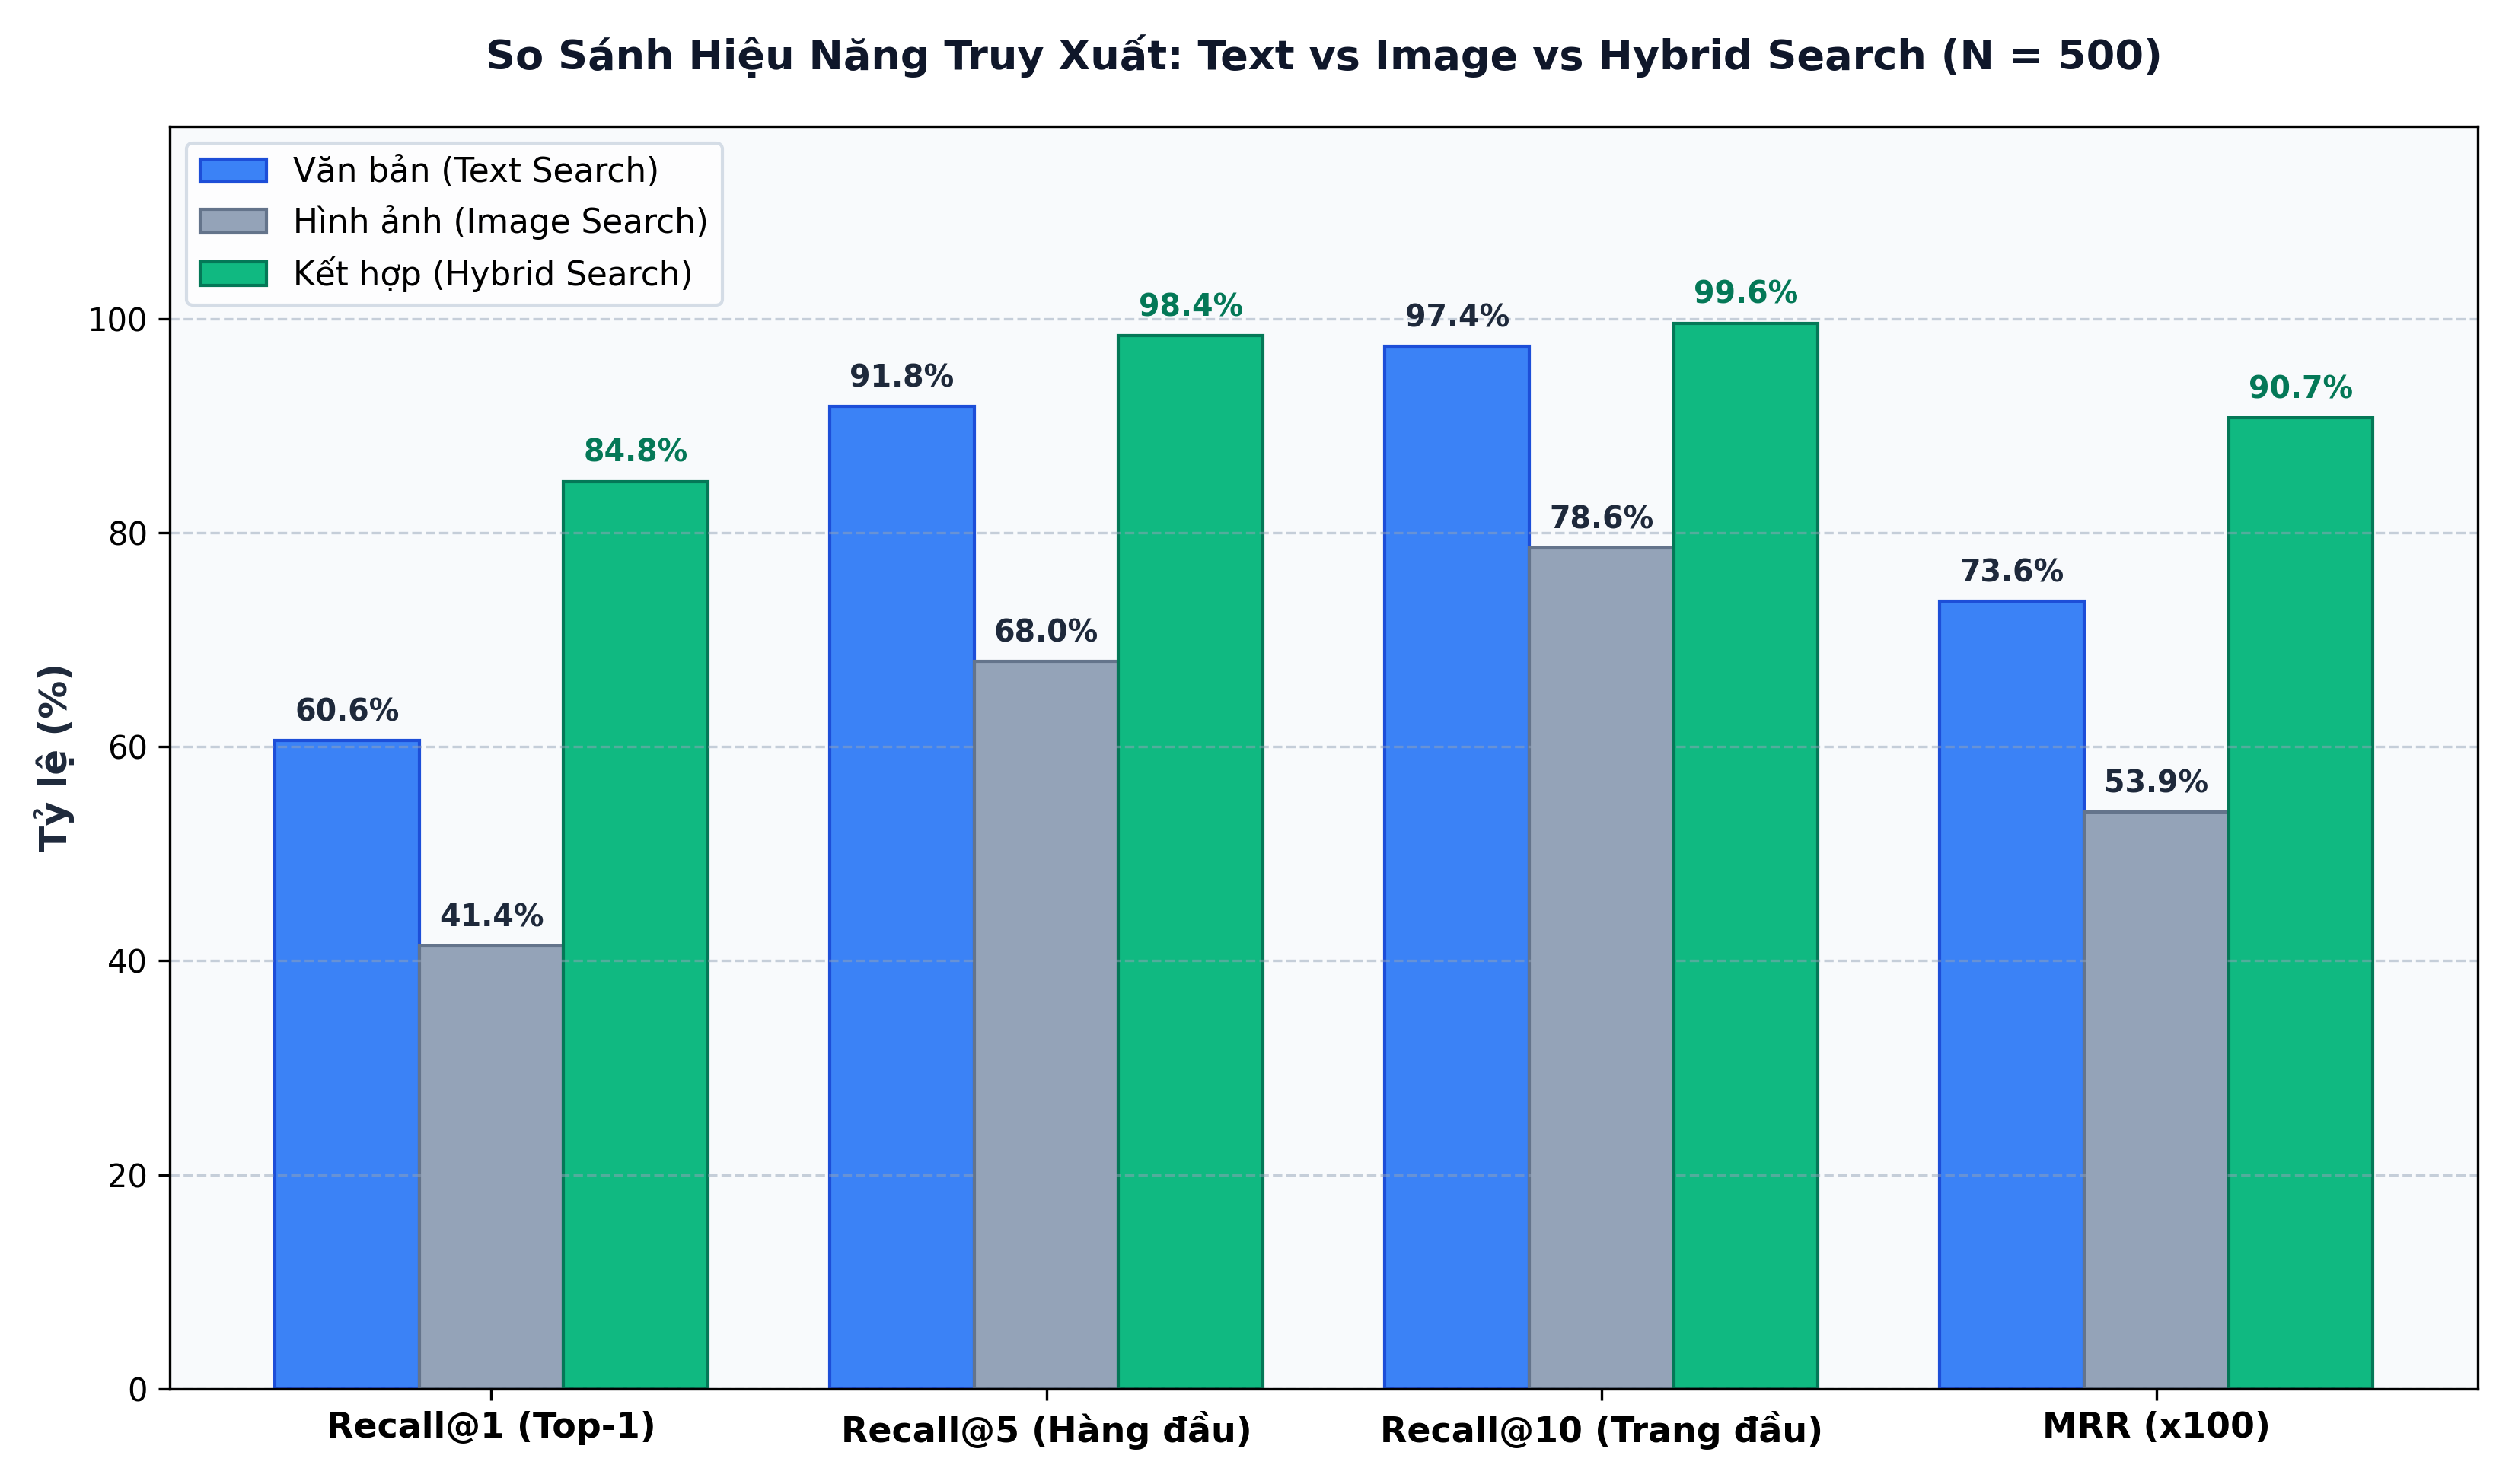 So Sánh Hiệu Năng Truy Xuất: Text vs Image vs Hybrid Search (N = 500)
Văn bản (Text Search)
Hình ảnh (Image Search)
Kết hợp (Hybrid Search)
Tỷ lệ (%)
100
80
60
40
20
0
60.6%
41.4%
84.8%
91.8%
68.0%
98.4%
97.4%
78.6%
99.6%
73.6%
53.9%
90.7%
Recall@1 (Top-1)
Recall@5 (Hàng đầu)
Recall@10 (Trang đầu)
MRR (x100)